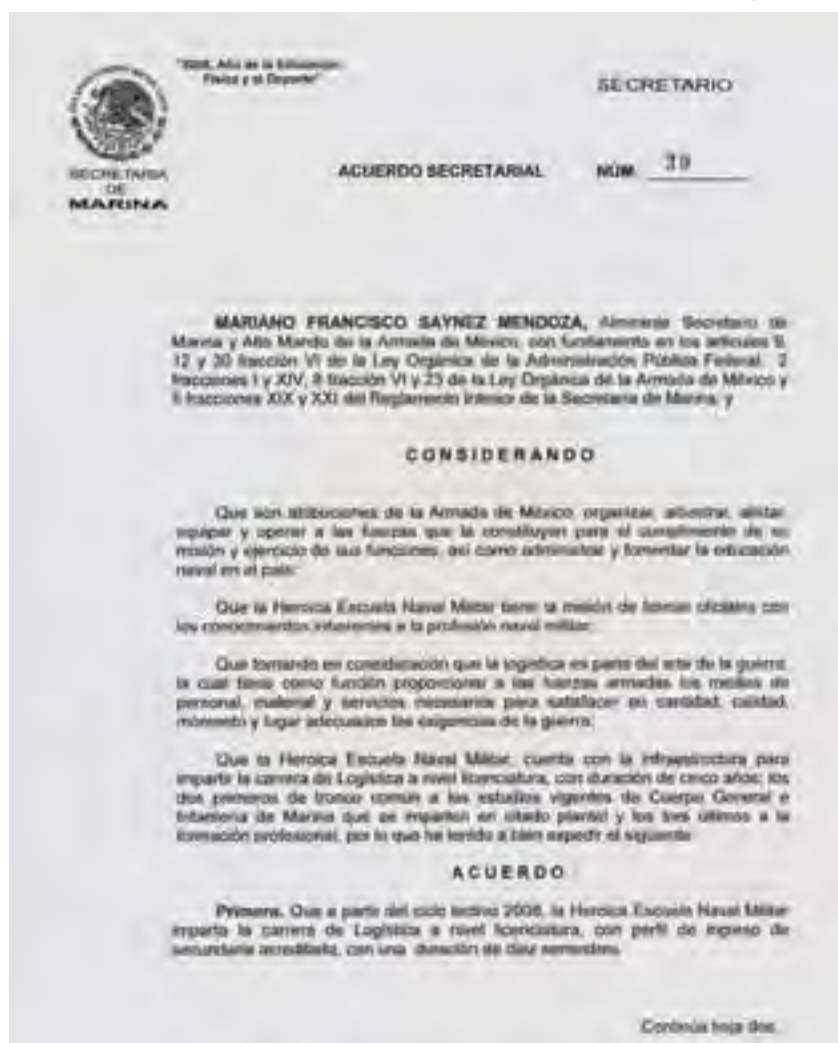 "2008, Año de la Educación
Física y el Deporte"
SECRETARIO
SECRETARIA
DE
MARINA
ACUERDO SECRETARIAL NÚM. 39
MARIANO FRANCISCO SAYNEZ MENDOZA, Almirante Secretario de
Marina y Alto Mando de la Armada de México, con fundamento en los artículos
12 y 30 fracción VI de la Ley Orgánica de la Administración Pública Federal, 2
fracciones I y XIV, 8 fracción VI y 23 de la Ley Orgánica de la Armada de México y
6 fracciones XIX y XXI del Reglamento Interior de la Secretaría de Marina, y
CONSIDERANDO
Que son atribuciones de la Armada de México, organizar, adiestrar, alistar,
equipar y operar a las fuerzas que la constituyen para el cumplimiento de su
misión y ejercicio de sus funciones, así como administrar y fomentar la educación
naval en el país;
Que la Heroica Escuela Naval Militar tiene la misión de formar oficiales con
los conocimientos inherentes a la profesión naval militar;
Que tomando en consideración que la logística es parte del arte de la guerra,
la cual tiene como función proporcionar a las fuerzas armadas los medios de
personal, material y servicios necesarios para satisfacer en cantidad, calidad,
momento y lugar adecuados las exigencias de la guerra;
Que la Heroica Escuela Naval Militar, cuenta con la infraestructura para
impartir la carrera de Logística a nivel licenciatura, con duración de cinco años; los
dos primeros de tronco común a los estudios vigentes de Cuerpo General e
Infantería de Marina que se imparten en citado plantel y los tres últimos a la
formación profesional, por lo que he tenido a bien expedir el siguiente
ACUERDO
Primero. Que a partir del ciclo lectivo 2008, la Heroica Escuela Naval Militar
imparta la carrera de Logística a nivel licenciatura, con perfil de ingreso de
secundaria acreditada, con una duración de diez semestres.
Continúa hoja dos.